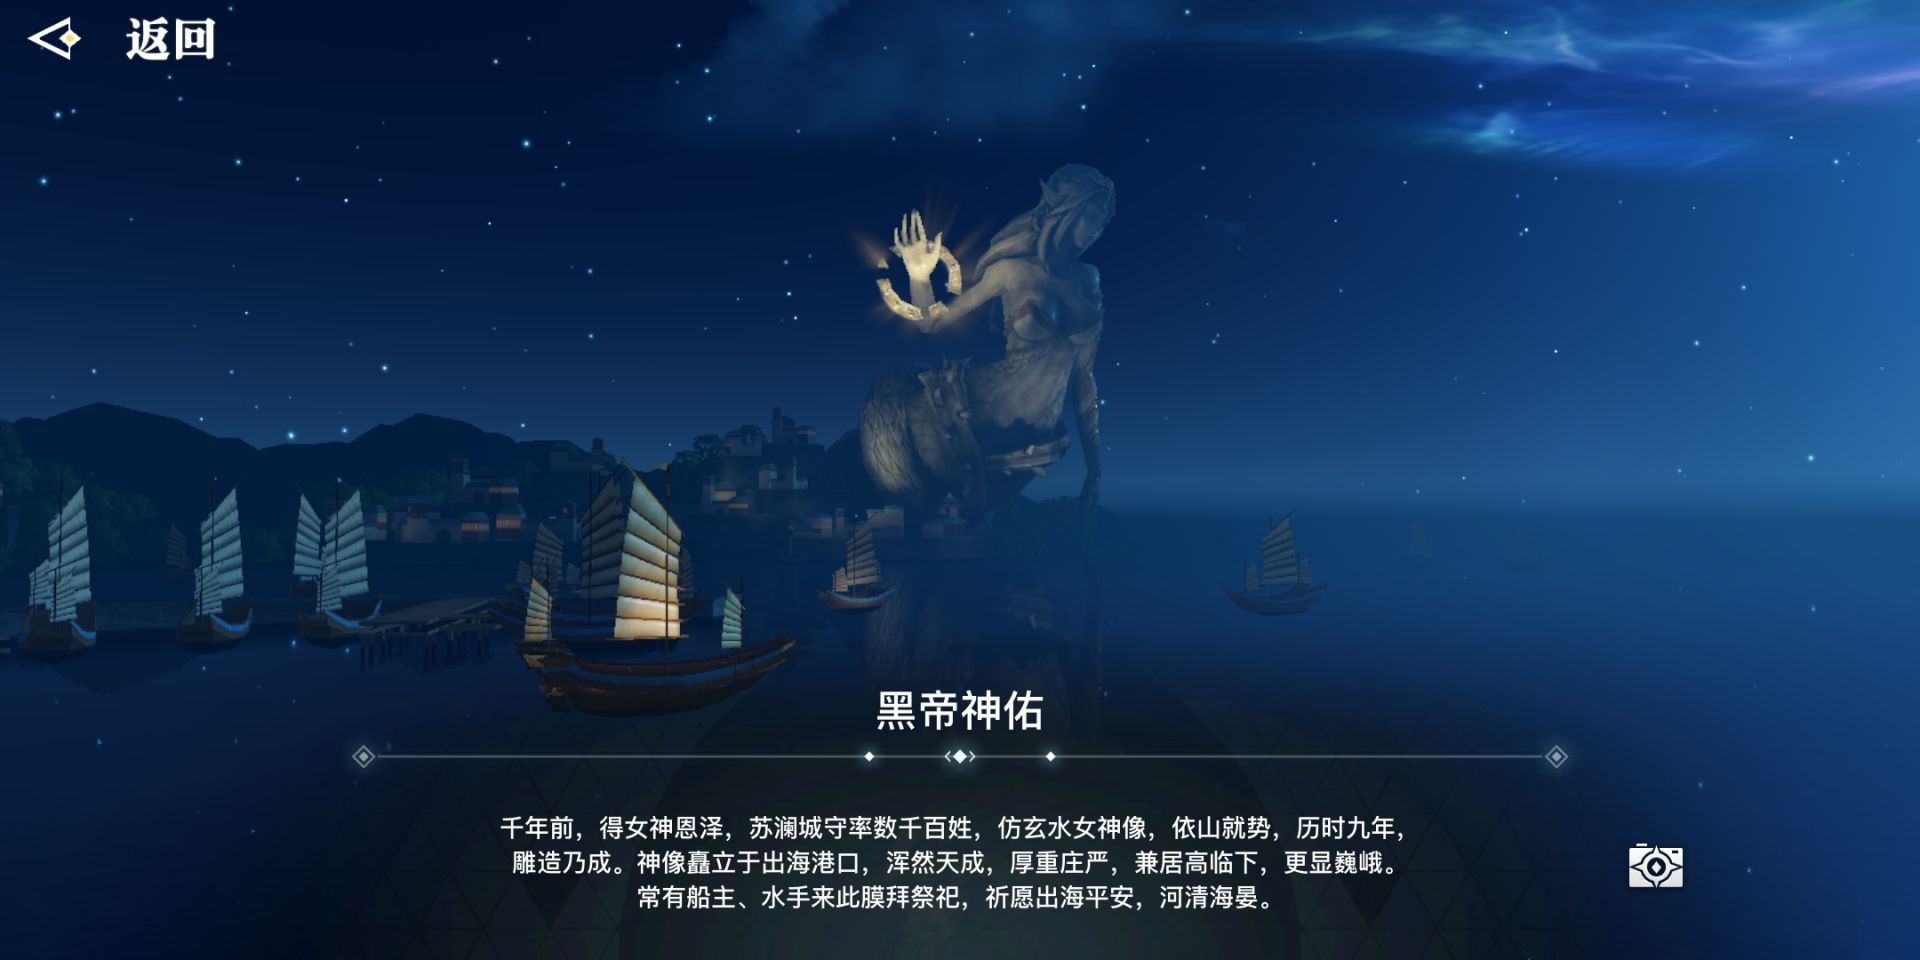 返回
黑帝神佑
千年前，得女神恩泽，苏澜城守率数千百姓，仿玄水女神像，依山就势，历时九年，
雕造乃成。神像矗立于出海港口，浑然天成，厚重庄严，兼居高临下，更显巍峨。
常有船主、水手来此膜拜祭祀，祈愿出海平安，河清海晏。